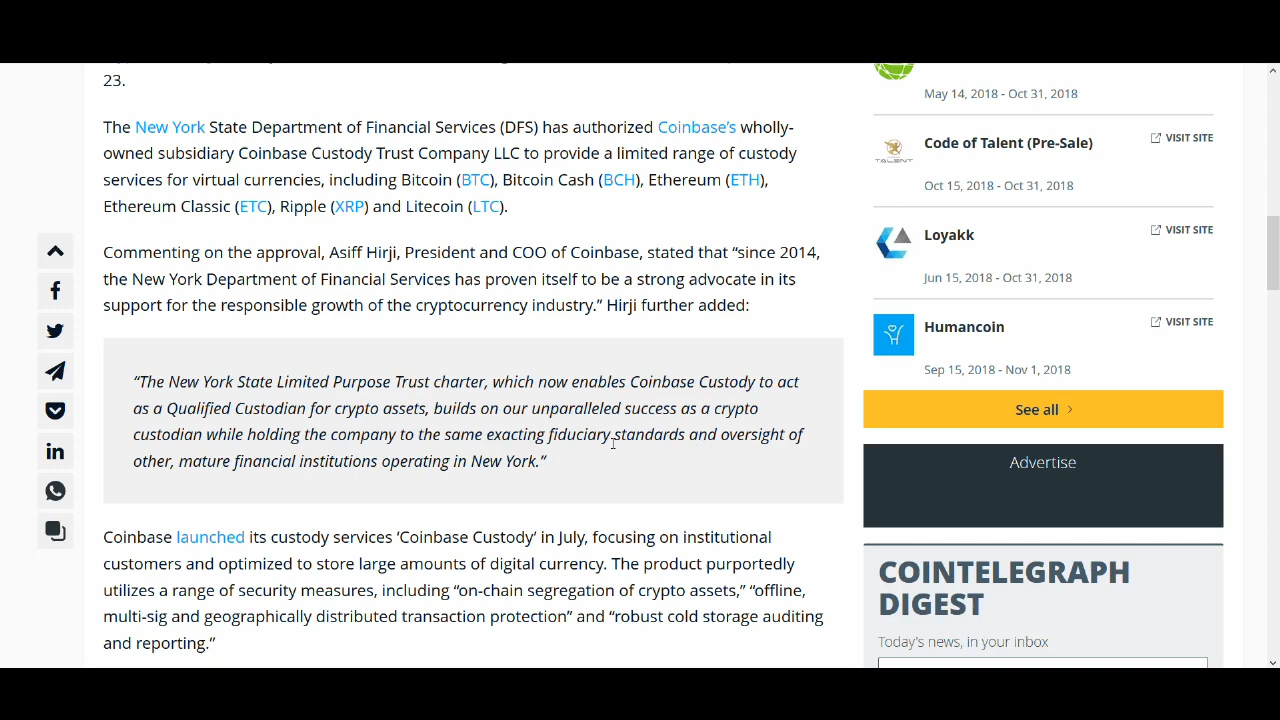 23.
The New York State Department of Financial Services (DFS) has authorized Coinbase's wholly-
owned subsidiary Coinbase Custody Trust Company LLC to provide a limited range of custody
services for virtual currencies, including Bitcoin (BTC), Bitcoin Cash (BCH), Ethereum (ETH),
Ethereum Classic (ETC), Ripple (XRP) and Litecoin (LTC).
Commenting on the approval, Asiff Hirji, President and COO of Coinbase, stated that “since 2014,
the New York Department of Financial Services has proven itself to be a strong advocate in its
support for the responsible growth of the cryptocurrency industry.” Hirji further added:
“The New York State Limited Purpose Trust charter, which now enables Coinbase Custody to act
as a Qualified Custodian for crypto assets, builds on our unparalleled success as a crypto
custodian while holding the company to the same exacting fiduciary standards and oversight of
other, mature financial institutions operating in New York.”
Coinbase launched its custody services ‘Coinbase Custody’ in July, focusing on institutional
customers and optimized to store large amounts of digital currency. The product purportedly
utilizes a range of security measures, including “on-chain segregation of crypto assets,” “offline,
multi-sig and geographically distributed transaction protection” and “robust cold storage auditing
and reporting.”
May 14, 2018 - Oct 31, 2018
TALENT
Code of Talent (Pre-Sale)
VISIT SITE
Oct 15, 2018 - Oct 31, 2018
Loyakk
VISIT SITE
Jun 15, 2018 - Oct 31, 2018
Humancoin
VISIT SITE
Sep 15, 2018 - Nov 1, 2018
See all
Advertise
COINTELEGRAPH
DIGEST
Today's news, in your inbox